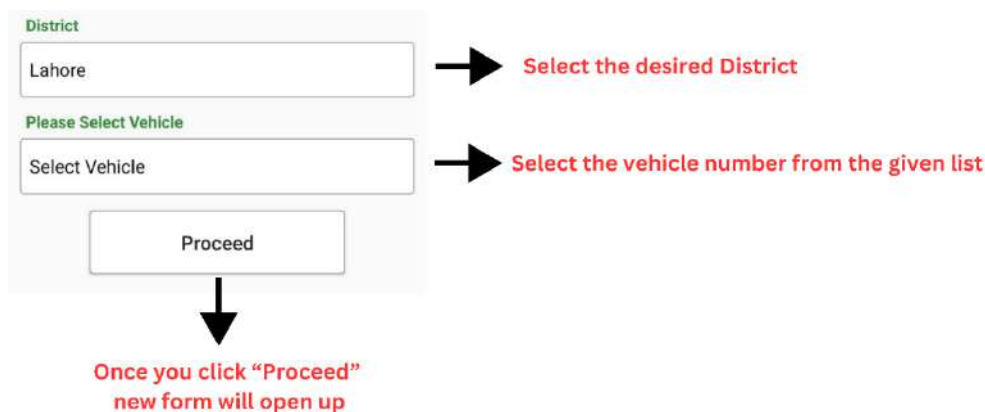 District
Lahore
Select the desired District
Please Select Vehicle
Select Vehicle
Select the vehicle number from the given list
Proceed
Once you click “Proceed”
new form will open up